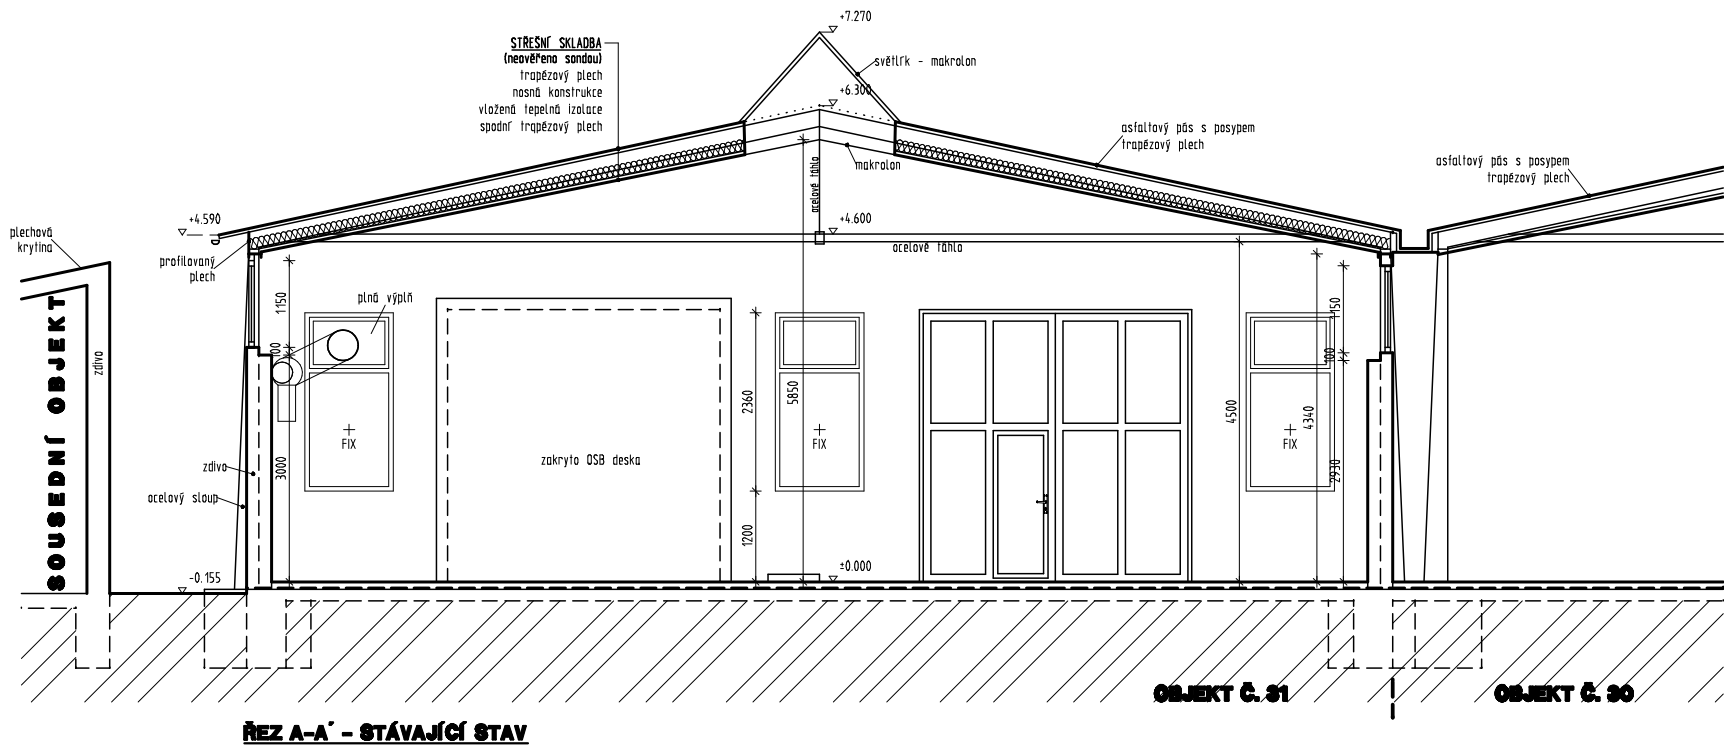 +7.270
STŘEŠNÍ SKLADBA
(neověřeno sondou)
trapézový plech
nosná konstrukce
vložená tepelná izolace
spodní trapézový plech
světlík - makrolon
+6.300
asfaltový pás s posypem
trapézový plech
makrolon
asfaltový pás s posypem
trapézový plech
ocelové táhlo
+4.590
+4.600
plechová
krytina
ocelové táhlo
profilovaný
plech
plná výplň
1150
100
3000
SOUSEDNÍ OBJEKT
zdivo
zdivo
ocelový sloup
FIX
zakryto OSB deska
2360
1200
5850
FIX
4500
FIX
4340
1150
100
2930
-0.155
±0.000
OBJEKT Č. 31
OBJEKT Č. 30
ŘEZ A-A´ - STÁVAJÍCÍ STAV